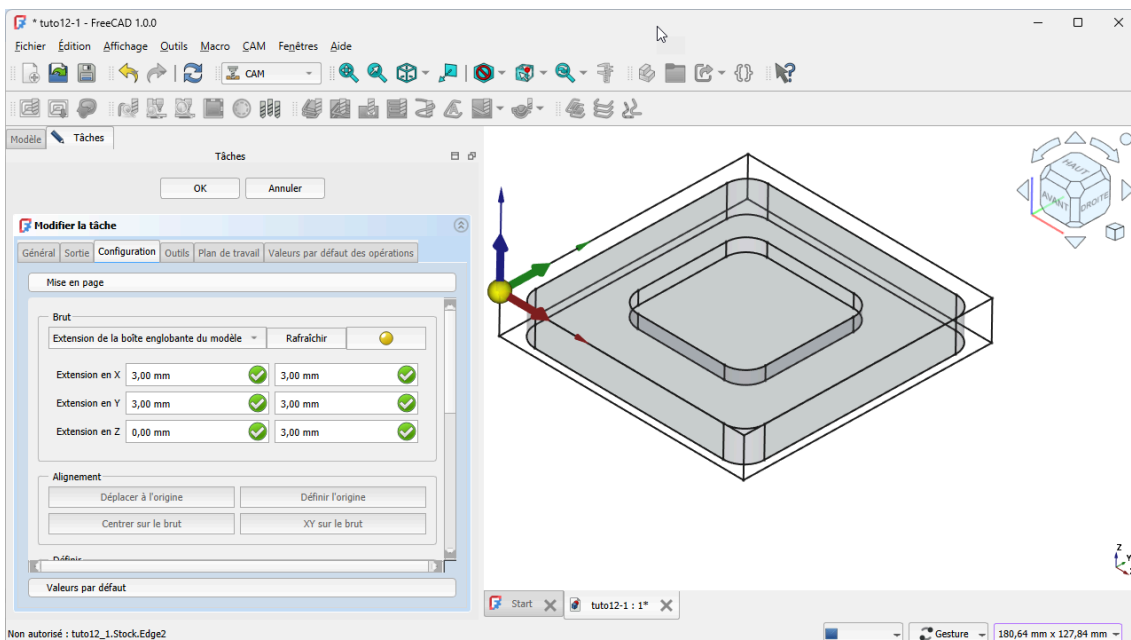 * tuto12-1 - FreeCAD 1.0.0
Fichier Édition Affichage Outils Macro CAM Fenêtres Aide
CAM
Modèle Tâches
Tâches
OK Annuler
Modifier la tâche
Général Sortie Configuration Outils Plan de travail Valeurs par défaut des opérations
Mise en page
Brut
Extension de la boîte englobante du modèle Rafraîchir
Extension en X 3,00 mm 3,00 mm
Extension en Y 3,00 mm 3,00 mm
Extension en Z 0,00 mm 3,00 mm
Alignement
Déplacer à l'origine Définir l'origine
Centrer sur le brut XY sur le brut
Définir
Valeurs par défaut
HAUT
AVANT DROITE
Z
Y
Start tuto12-1 : 1*
Non autorisé : tuto12_1.Stock.Edge2 Gesture 180,64 mm x 127,84 mm